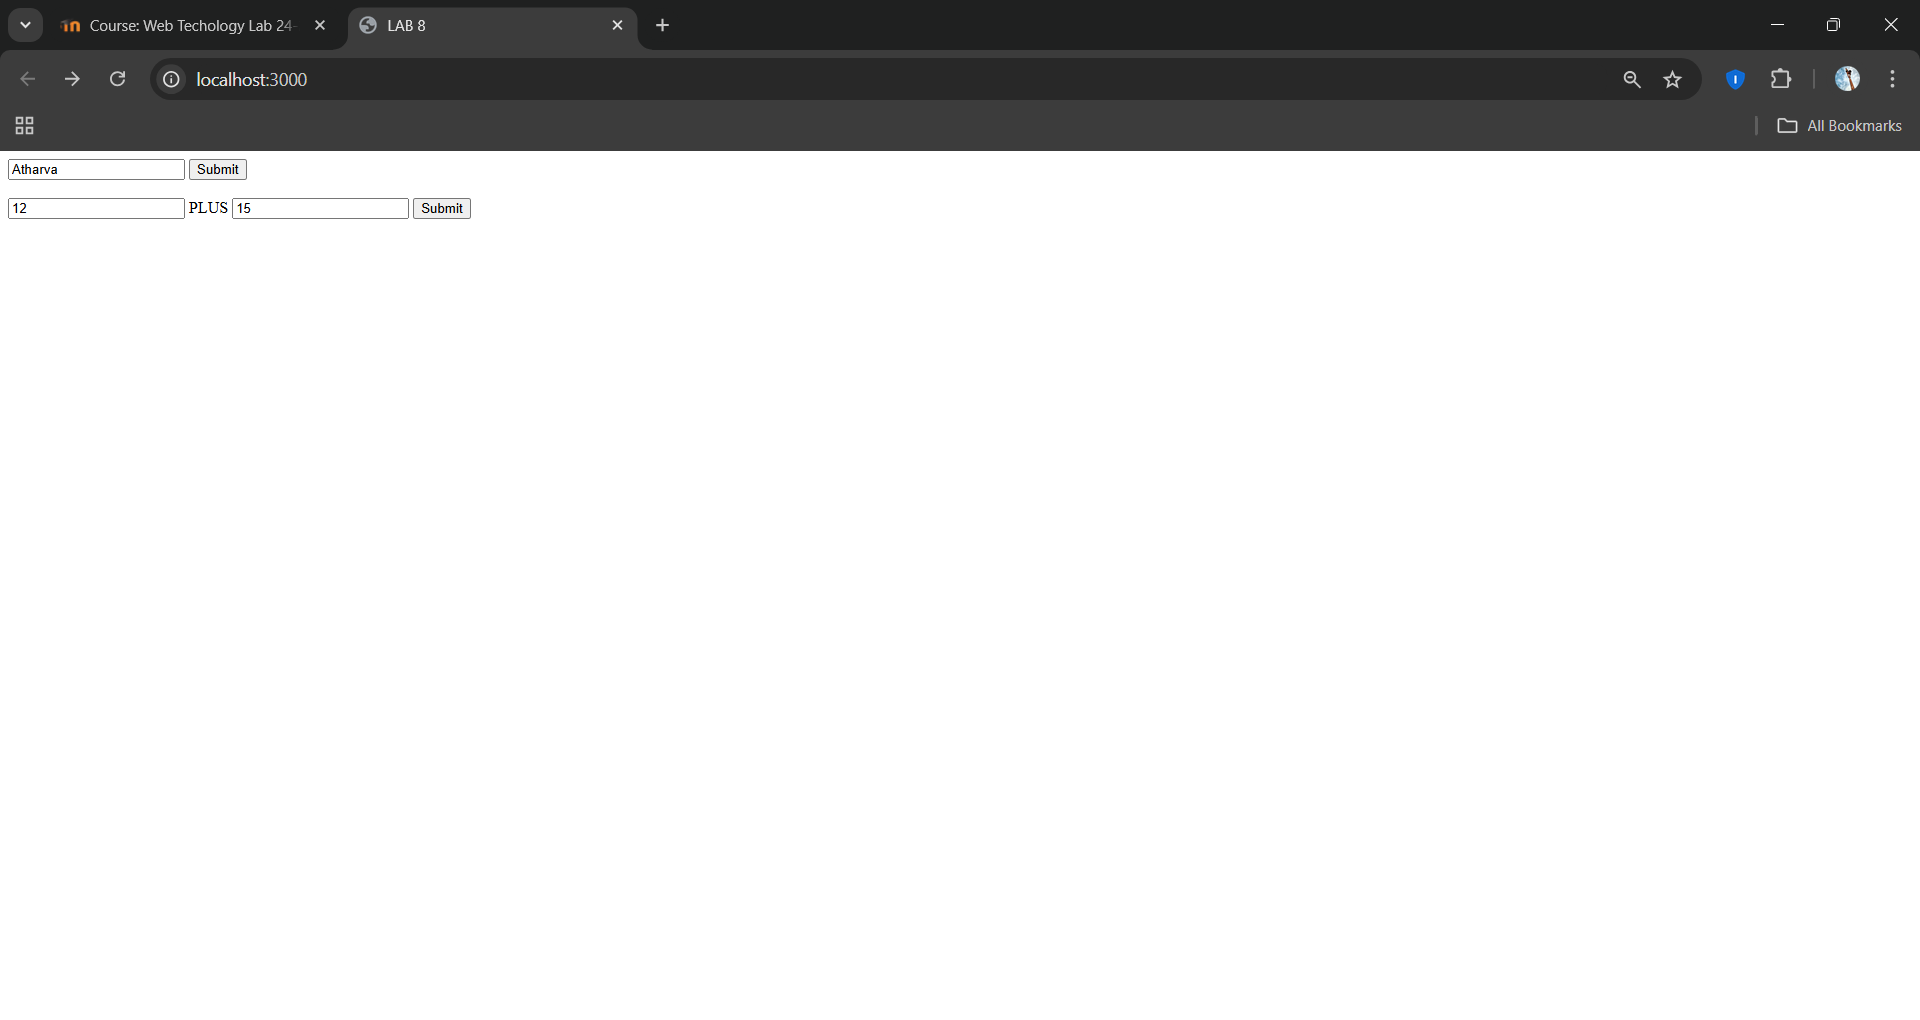 Course: Web Techology Lab 24-
LAB 8
localhost:3000
All Bookmarks
Atharva Submit
12 PLUS 15 Submit